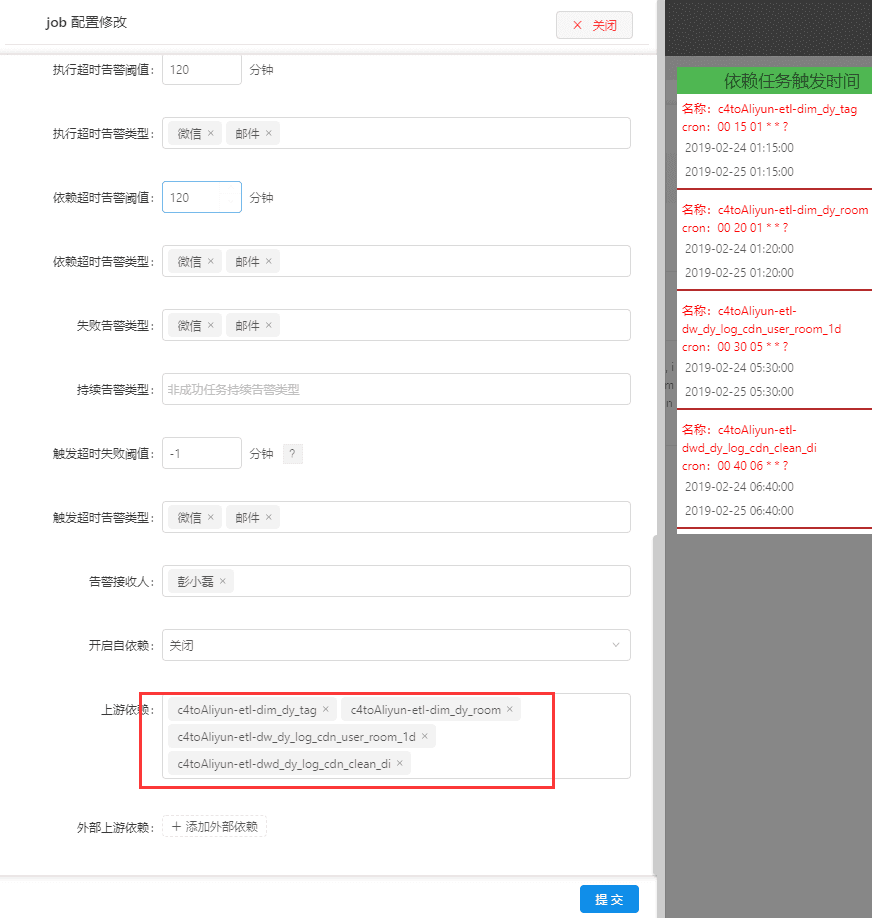 job 配置修改
× 关闭
执行超时告警阈值: 120 分钟
执行超时告警类型: 微信 × 邮件 ×
依赖超时告警阈值: 120 分钟
依赖超时告警类型: 微信 × 邮件 ×
失败告警类型: 微信 × 邮件 ×
持续告警类型: 非成功任务持续告警类型
触发超时失败阈值: -1 分钟 ?
触发超时告警类型: 微信 × 邮件 ×
告警接收人: 彭小磊 ×
开启自依赖: 关闭
上游依赖: c4toAliyun-etl-dim_dy_tag × c4toAliyun-etl-dim_dy_room ×
c4toAliyun-etl-dw_dy_log_cdn_user_room_1d ×
c4toAliyun-etl-dwd_dy_log_cdn_clean_di ×
外部上游依赖: + 添加外部依赖
提 交
依赖任务触发时间
名称: c4toAliyun-etl-dim_dy_tag
cron: 00 15 01 * * ?
2019-02-24 01:15:00
2019-02-25 01:15:00
名称: c4toAliyun-etl-dim_dy_room
cron: 00 20 01 * * ?
2019-02-24 01:20:00
2019-02-25 01:20:00
名称: c4toAliyun-etl-
dw_dy_log_cdn_user_room_1d
cron: 00 30 05 * * ?
2019-02-24 05:30:00
2019-02-25 05:30:00
名称: c4toAliyun-etl-
dwd_dy_log_cdn_clean_di
cron: 00 40 06 * * ?
2019-02-24 06:40:00
2019-02-25 06:40:00